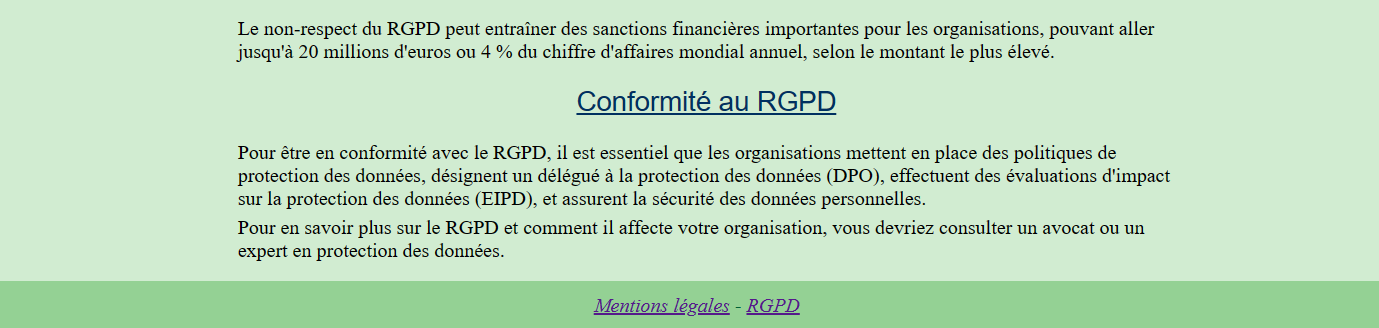 Le non-respect du RGPD peut entraîner des sanctions financières importantes pour les organisations, pouvant aller
jusqu'à 20 millions d'euros ou 4 % du chiffre d'affaires mondial annuel, selon le montant le plus élevé.
Conformité au RGPD
Pour être en conformité avec le RGPD, il est essentiel que les organisations mettent en place des politiques de
protection des données, désignent un délégué à la protection des données (DPO), effectuent des évaluations d'impact
sur la protection des données (EIPD), et assurent la sécurité des données personnelles.
Pour en savoir plus sur le RGPD et comment il affecte votre organisation, vous devriez consulter un avocat ou un
expert en protection des données.
Mentions légales - RGPD